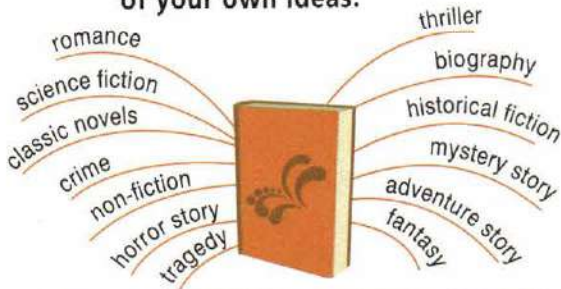 of your own ideas.
romance
science fiction
classic novels
crime
non-fiction
horror story
tragedy
thriller
biography
historical fiction
mystery story
adventure story
fantasy